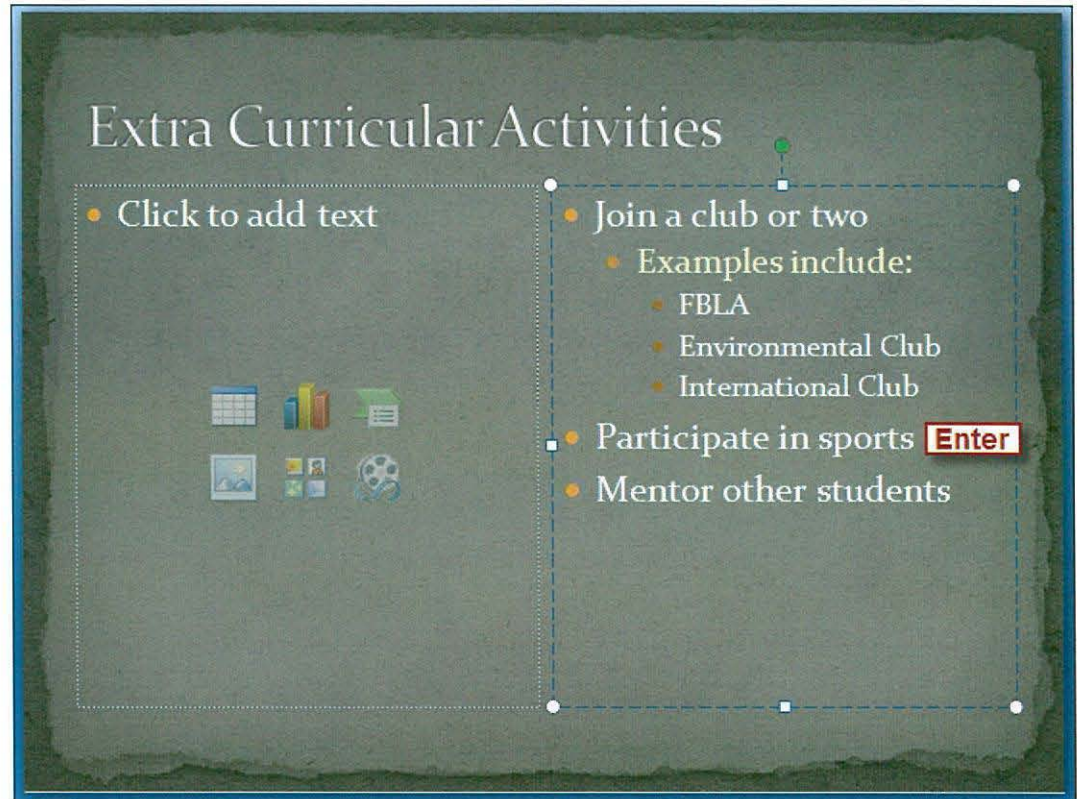 Extra Curricular Activities
Click to add text
Join a club or two
Examples include:
FBLA
Environmental Club
International Club
Participate in sports Enter
Mentor other students